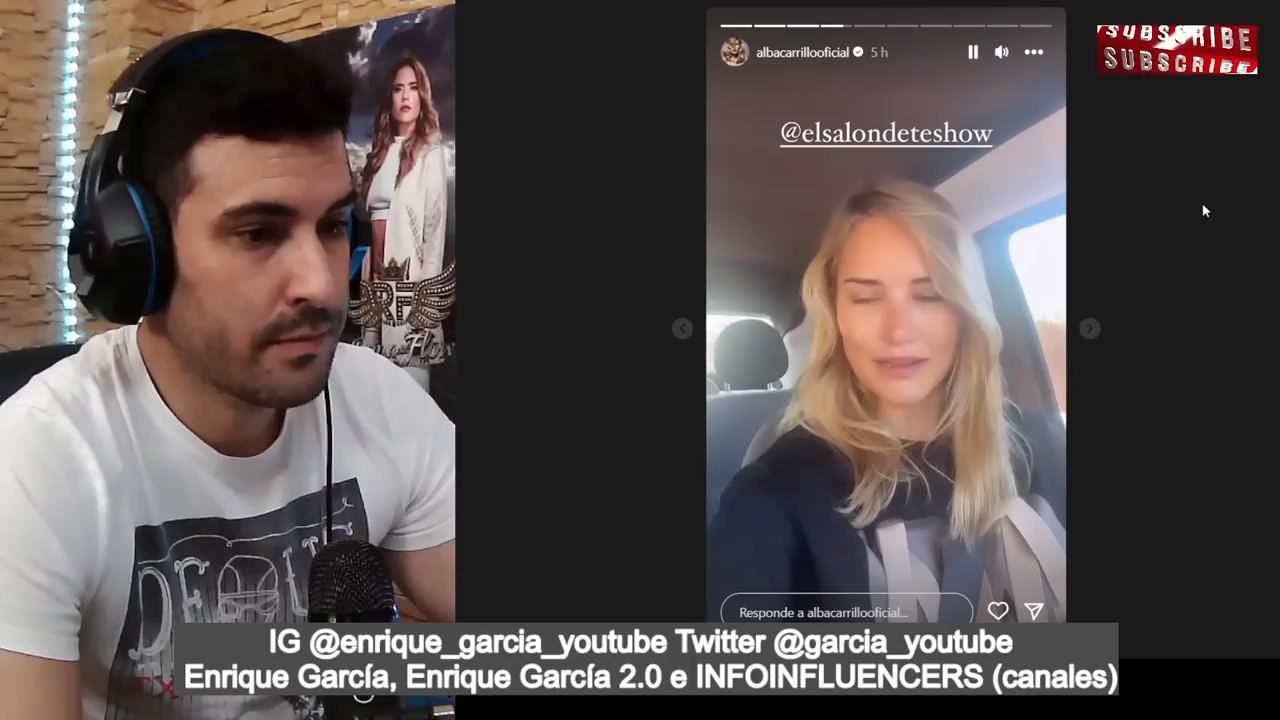 SUBSCRIBE
SUBSCRIBE
albacarrillooficial 5 h
@elsalondeteshow
RF
Responde a albacarrillooficial...
IG @enrique_garcia_youtube Twitter @garcia_youtube
Enrique García, Enrique García 2.0 e INFOINFLUENCERS (canales)